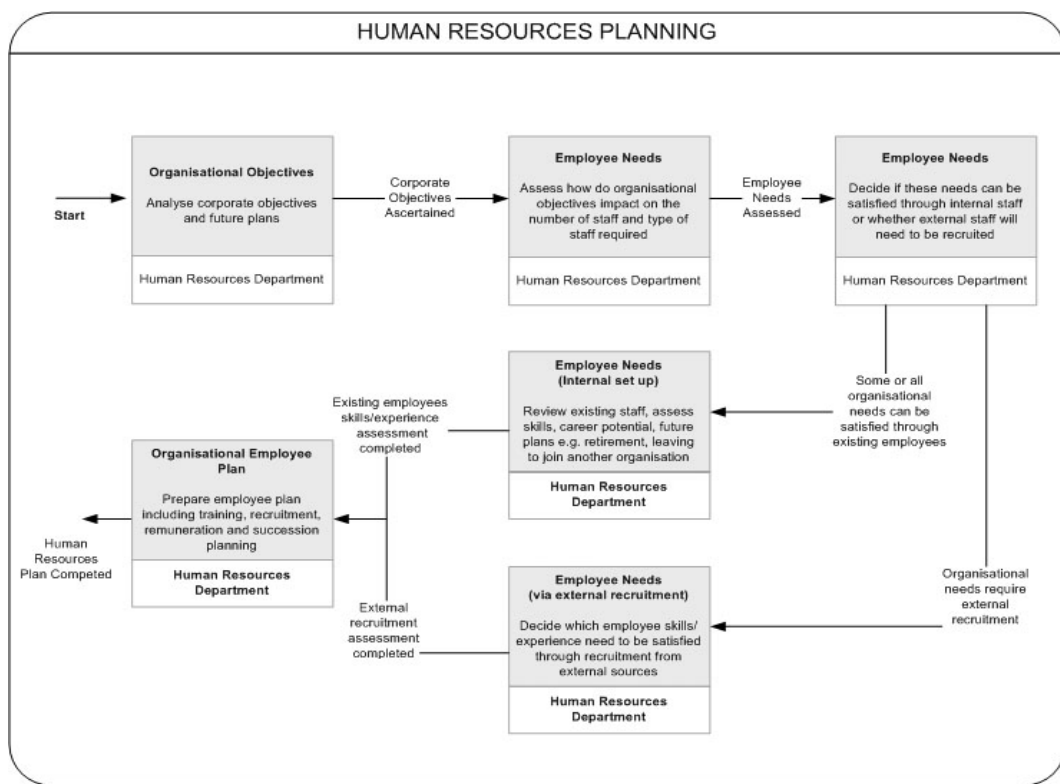 HUMAN RESOURCES PLANNING
Start
Organisational Objectives
Analyse corporate objectives
and future plans
Human Resources Department
Corporate
Objectives
Ascertained
Employee Needs
Assess how do organisational
objectives impact on the
number of staff and type of
staff required
Human Resources Department
Employee
Needs
Assessed
Employee Needs
Decide if these needs can be
satisfied through internal staff
or whether external staff will
need to be recruited
Human Resources Department
Some or all
organisational
needs can be
satisfied through
existing employees
Employee Needs
(Internal set up)
Review existing staff, assess
skills, career potential, future
plans e.g. retirement, leaving
to join another organisation
Human Resources
Department
Existing employees
skills/experience
assessment
completed
Organisational needs require
external
recruitment
Employee Needs
(via external recruitment)
Decide which employee skills/
experience need to be satisfied
through recruitment from
external sources
Human Resources
Department
External
recruitment
assessment
completed
Organisational Employee
Plan
Prepare employee plan
including training, recruitment,
remuneration and succession
planning
Human Resources
Department
Human
Resources
Plan Competed